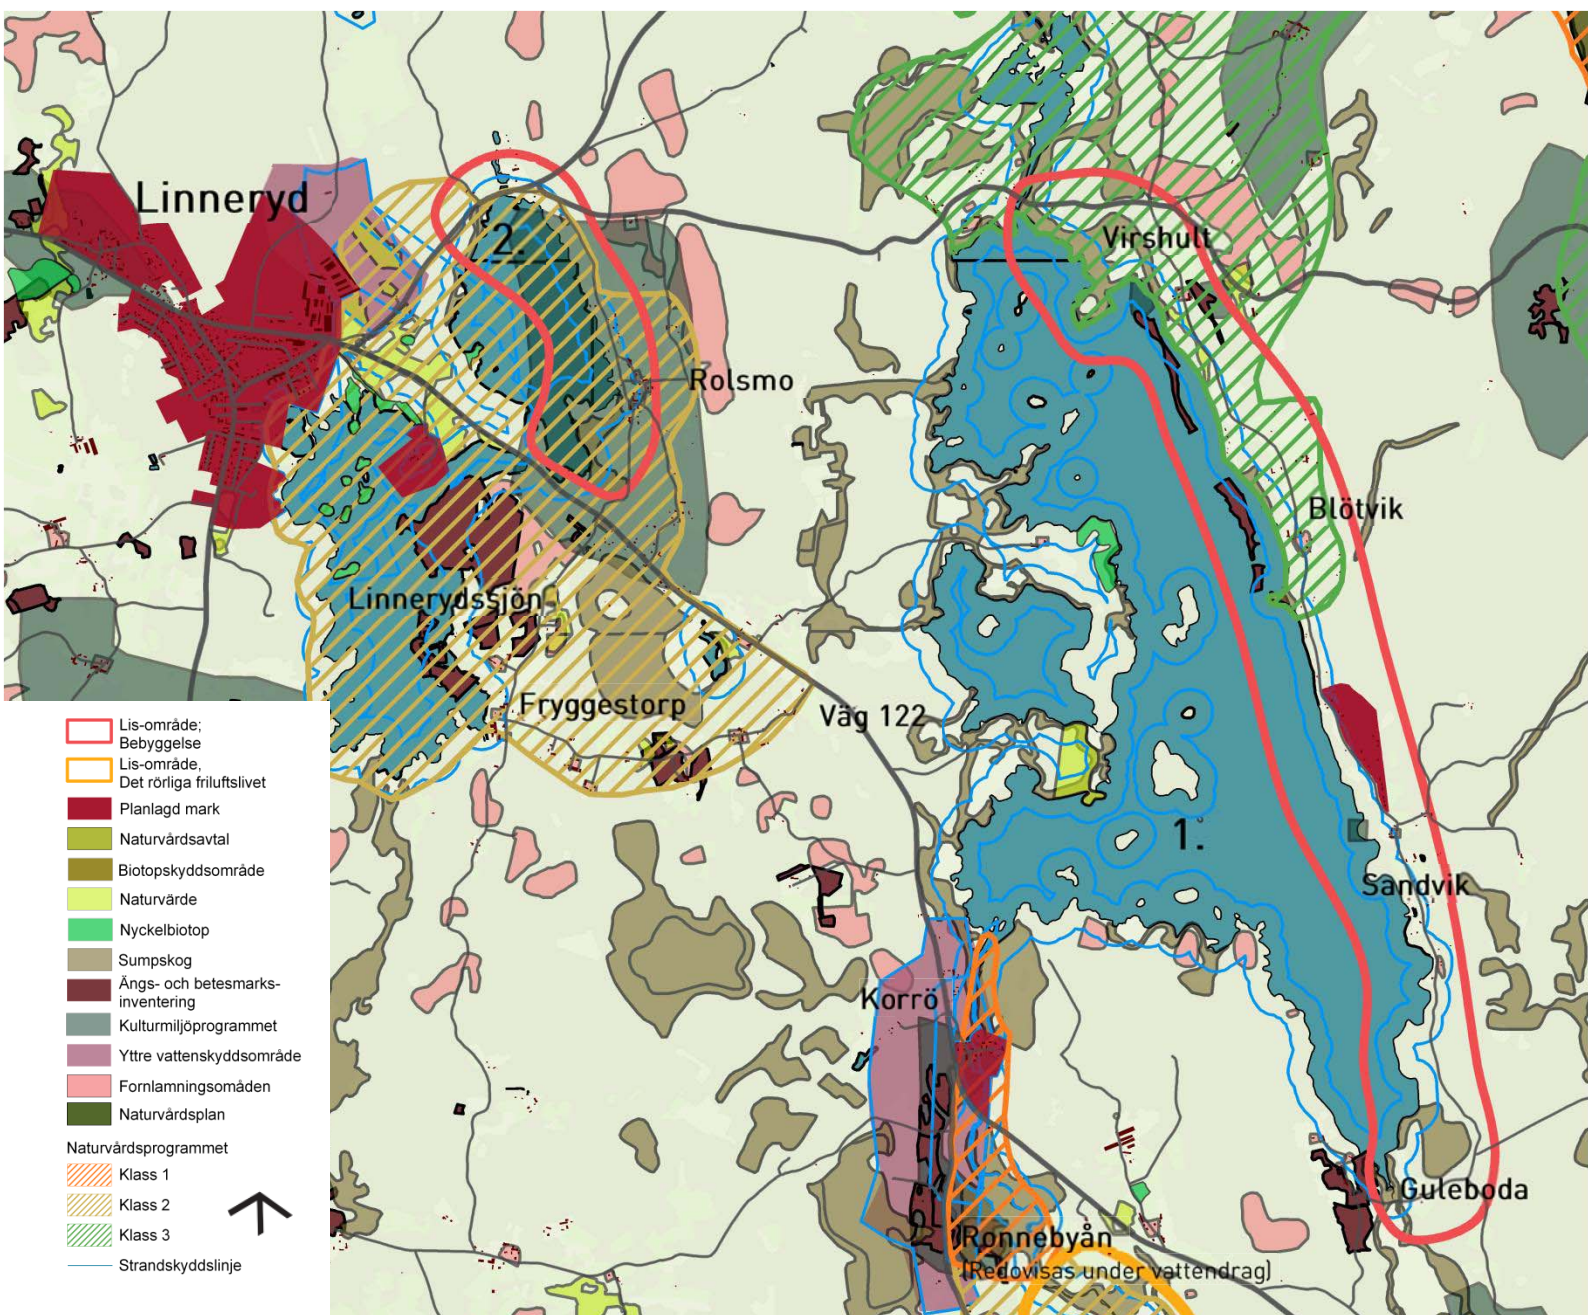 Linneryd
2.
Virshult
Rolsmo
Blötvik
Linnerydssjön
Fryggestorp
Väg 122
1.
Sandvik
Korrö
Guleboda
Ronnebyån
(Redovisas under vattendrag)
Lis-område;
Bebyggelse
Lis-område,
Det rörliga friluftslivet
Planlagd mark
Naturvårdsavtal
Biotopskyddsområde
Naturvärde
Nyckelbiotop
Sumpskog
Ängs- och betesmarks-
inventering
Kulturmiljöprogrammet
Yttre vattenskyddsområde
Fornlamningsomåden
Naturvårdsplan
Naturvårdsprogrammet
Klass 1
Klass 2
Klass 3
Strandskyddslinje